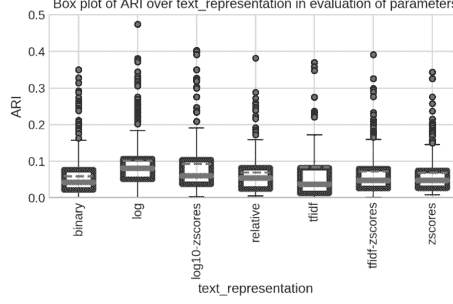 Box plot of ARI over text_representation in evaluation of parameters
0.5
0.4
0.3
0.2
0.1
0.0
ARI
binary
log
log10-zscores
relative
tfidf
tfidf-zscores
zscores
text_representation